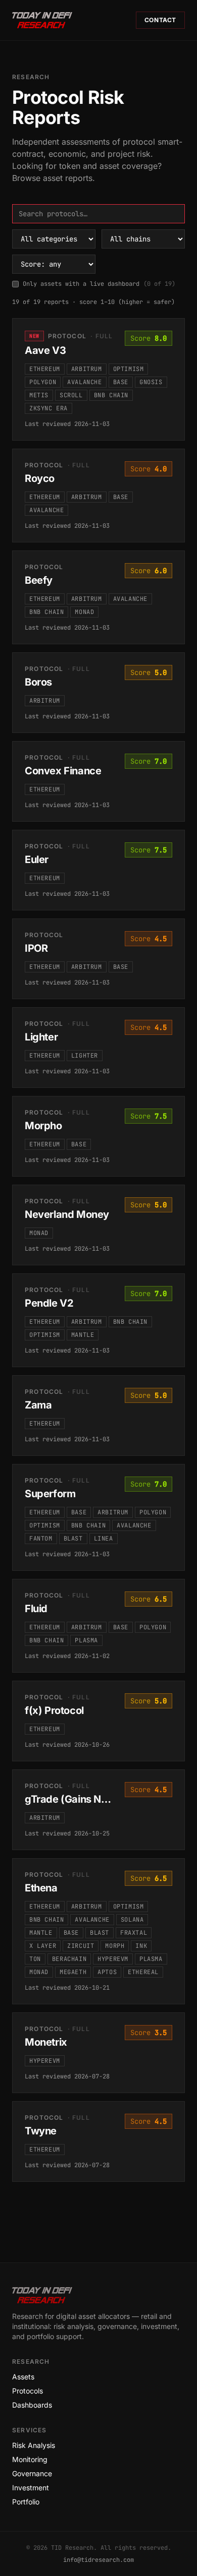 TODAY IN DEFI
RESEARCH
CONTACT
RESEARCH
Protocol Risk
Reports
Independent assessments of protocol smart-
contract, economic, and project risk.
Looking for token and asset coverage?
Browse asset reports.
Search protocols…
All categories
All chains
Score: any
Only assets with a live dashboard (0 of 19)
19 of 19 reports · score 1–10 (higher = safer)
NEW PROTOCOL · FULL
Score 8.0
Aave V3
ETHEREUM ARBITRUM OPTIMISM
POLYGON AVALANCHE BASE GNOSIS
METIS SCROLL BNB CHAIN
ZKSYNC ERA
Last reviewed 2026-11-03
PROTOCOL · FULL
Score 4.0
Royco
ETHEREUM ARBITRUM BASE
AVALANCHE
Last reviewed 2026-11-03
PROTOCOL
Score 6.0
Beefy
ETHEREUM ARBITRUM AVALANCHE
BNB CHAIN MONAD
Last reviewed 2026-11-03
PROTOCOL · FULL
Score 5.0
Boros
ARBITRUM
Last reviewed 2026-11-03
PROTOCOL · FULL
Score 7.0
Convex Finance
ETHEREUM
Last reviewed 2026-11-03
PROTOCOL · FULL
Score 7.5
Euler
ETHEREUM
Last reviewed 2026-11-03
PROTOCOL
Score 4.5
IPOR
ETHEREUM ARBITRUM BASE
Last reviewed 2026-11-03
PROTOCOL · FULL
Score 4.5
Lighter
ETHEREUM LIGHTER
Last reviewed 2026-11-03
PROTOCOL · FULL
Score 7.5
Morpho
ETHEREUM BASE
Last reviewed 2026-11-03
PROTOCOL · FULL
Score 5.0
Neverland Money
MONAD
Last reviewed 2026-11-03
PROTOCOL · FULL
Score 7.0
Pendle V2
ETHEREUM ARBITRUM BNB CHAIN
OPTIMISM MANTLE
Last reviewed 2026-11-03
PROTOCOL · FULL
Score 5.0
Zama
ETHEREUM
Last reviewed 2026-11-03
PROTOCOL · FULL
Score 7.0
Superform
ETHEREUM BASE ARBITRUM POLYGON
OPTIMISM BNB CHAIN AVALANCHE
FANTOM BLAST LINEA
Last reviewed 2026-11-03
PROTOCOL · FULL
Score 6.5
Fluid
ETHEREUM ARBITRUM BASE POLYGON
BNB CHAIN PLASMA
Last reviewed 2026-11-02
PROTOCOL · FULL
Score 5.0
f(x) Protocol
ETHEREUM
Last reviewed 2026-10-26
PROTOCOL · FULL
Score 4.5
gTrade (Gains N…
ARBITRUM
Last reviewed 2026-10-25
PROTOCOL · FULL
Score 6.5
Ethena
ETHEREUM ARBITRUM OPTIMISM
BNB CHAIN AVALANCHE SOLANA
MANTLE BASE BLAST FRAXTAL
X LAYER ZIRCUIT MORPH INK
TON BERACHAIN HYPEREVM PLASMA
MONAD MEGAETH APTOS ETHEREAL
Last reviewed 2026-10-21
PROTOCOL · FULL
Score 3.5
Monetrix
HYPEREVM
Last reviewed 2026-07-28
PROTOCOL · FULL
Score 4.5
Twyne
ETHEREUM
Last reviewed 2026-07-28
TODAY IN DEFI
RESEARCH
Research for digital asset allocators — retail and
institutional: risk analysis, governance, investment,
and portfolio support.
RESEARCH
Assets
Protocols
Dashboards
SERVICES
Risk Analysis
Monitoring
Governance
Investment
Portfolio
© 2026 TID Research. All rights reserved.
info@tidresearch.com